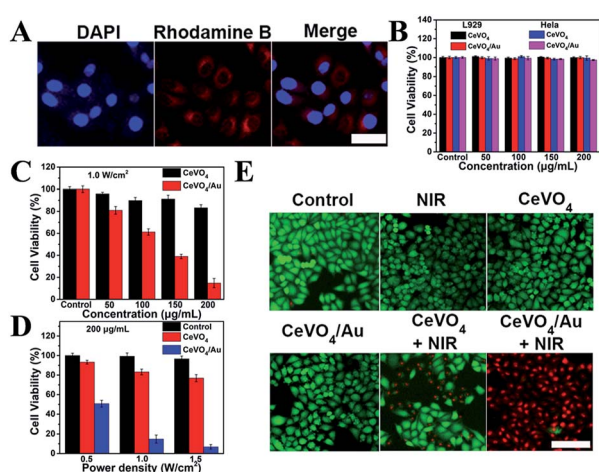 A
DAPI Rhodamine B Merge
B
L929 Hela
CeVO4 CeVO4
CeVO4/Au CeVO4/Au
Cell Viability (%)
140
120
100
80
60
40
20
0
Control 50 100 150 200
Concentration (μg/mL)
C
1.0 W/cm²
CeVO4
CeVO4/Au
Cell Viability (%)
120
100
80
60
40
20
0
Control 50 100 150 200
Concentration (μg/mL)
D
200 μg/mL
Control
CeVO4
CeVO4/Au
Cell Viability (%)
120
100
80
60
40
20
0
0.5 1.0 1.5
Power density (W/cm²)
E
Control NIR CeVO4
CeVO4/Au CeVO4 + NIR CeVO4/Au + NIR